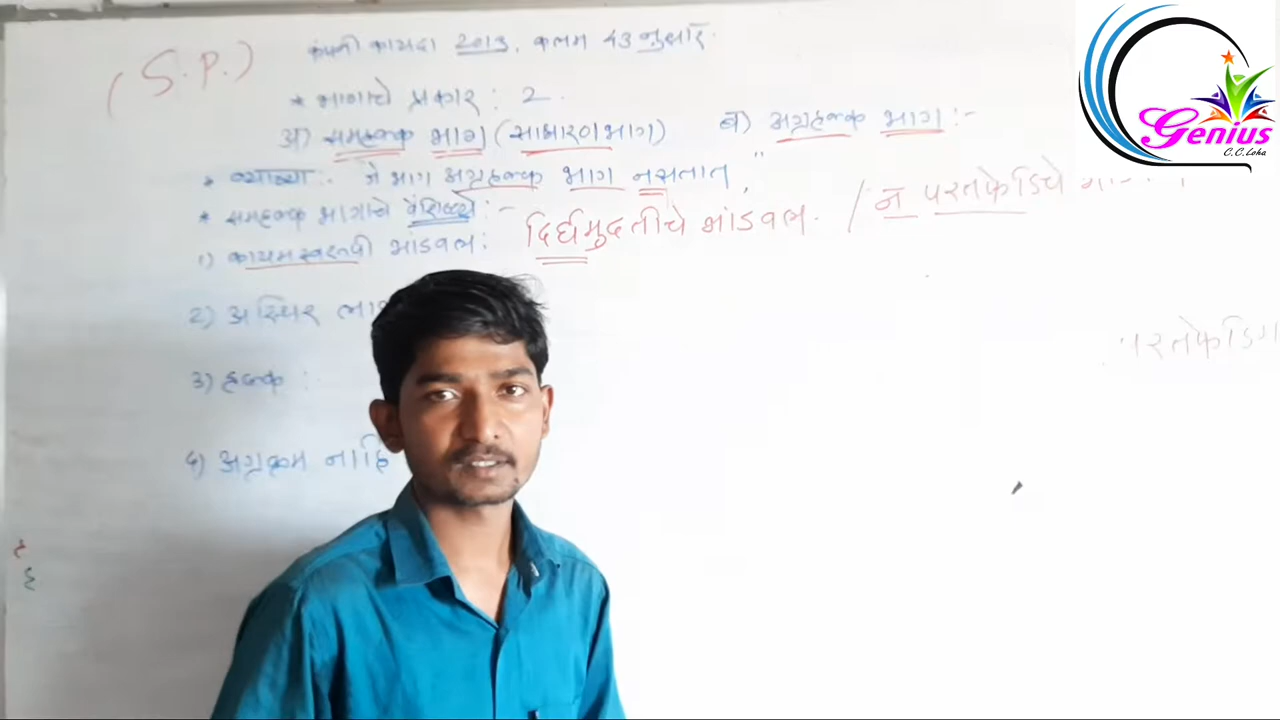 (S.P.)
कंपनी कायदा 2013, कलम 43 नुसार.
* भागाचे प्रकार : 2.
अ) समहक्क भाग (साधारण भाग) ब) अग्रहक्क भाग :-
* व्याख्या :- जे भाग अग्रहक्क भाग नसतात,"
* समहक्क भागाचे वैशिष्ट्ये :-
1) कायमस्वरूपी भांडवल : दिर्घमुदतीचे भांडवल. / न परतफेडिचे
2) अस्थिर
3) हक्क :
4) अग्रक्रम नाहि
Genius
C.C.Loha